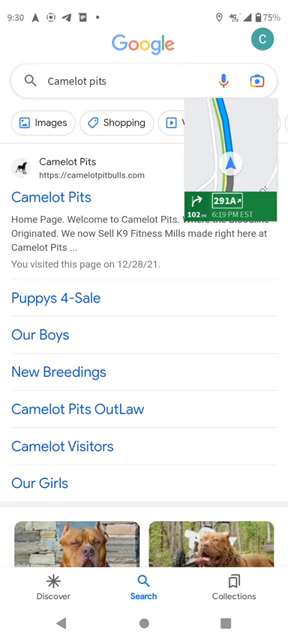 9:30
75%
Google
C
Camelot pits
Images
Shopping
V
Camelot Pits
https://camelotpitbulls.com
291A
102 mi 6:19 PM EST
Camelot Pits
Home Page. Welcome to Camelot Pits. Where the Bloodline
Originated. We now Sell K9 Fitness Mills made right here at
Camelot Pits ...
You visited this page on 12/28/21.
Puppys 4-Sale
Our Boys
New Breedings
Camelot Pits OutLaw
Camelot Visitors
Our Girls
Discover
Search
Collections